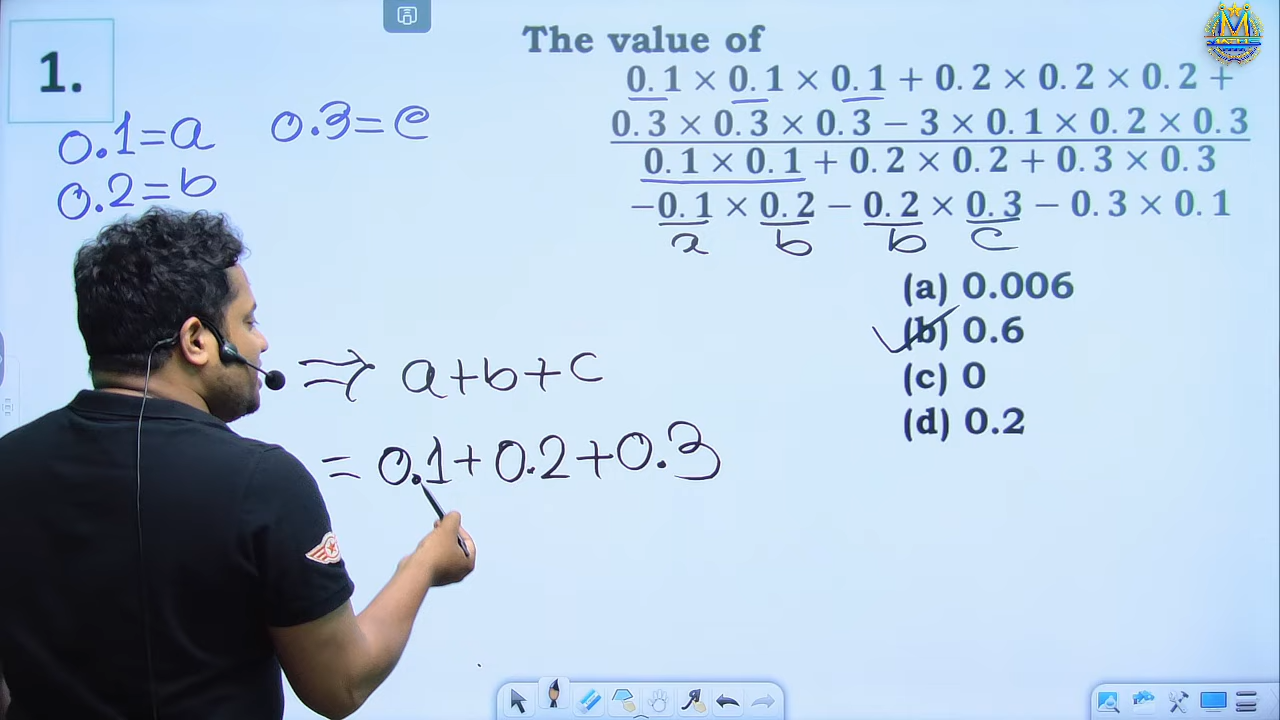 1.
The value of
0.1 × 0.1 × 0.1 + 0.2 × 0.2 × 0.2 +
0.3 × 0.3 × 0.3 − 3 × 0.1 × 0.2 × 0.3
0.1 × 0.1 + 0.2 × 0.2 + 0.3 × 0.3
−0.1 × 0.2 − 0.2 × 0.3 − 0.3 × 0.1
a b b c
0.1=a 0.3=c
0.2=b
(a) 0.006
(b) 0.6
(c) 0
(d) 0.2
⇒ a+b+c
= 0.1+0.2+0.3
M